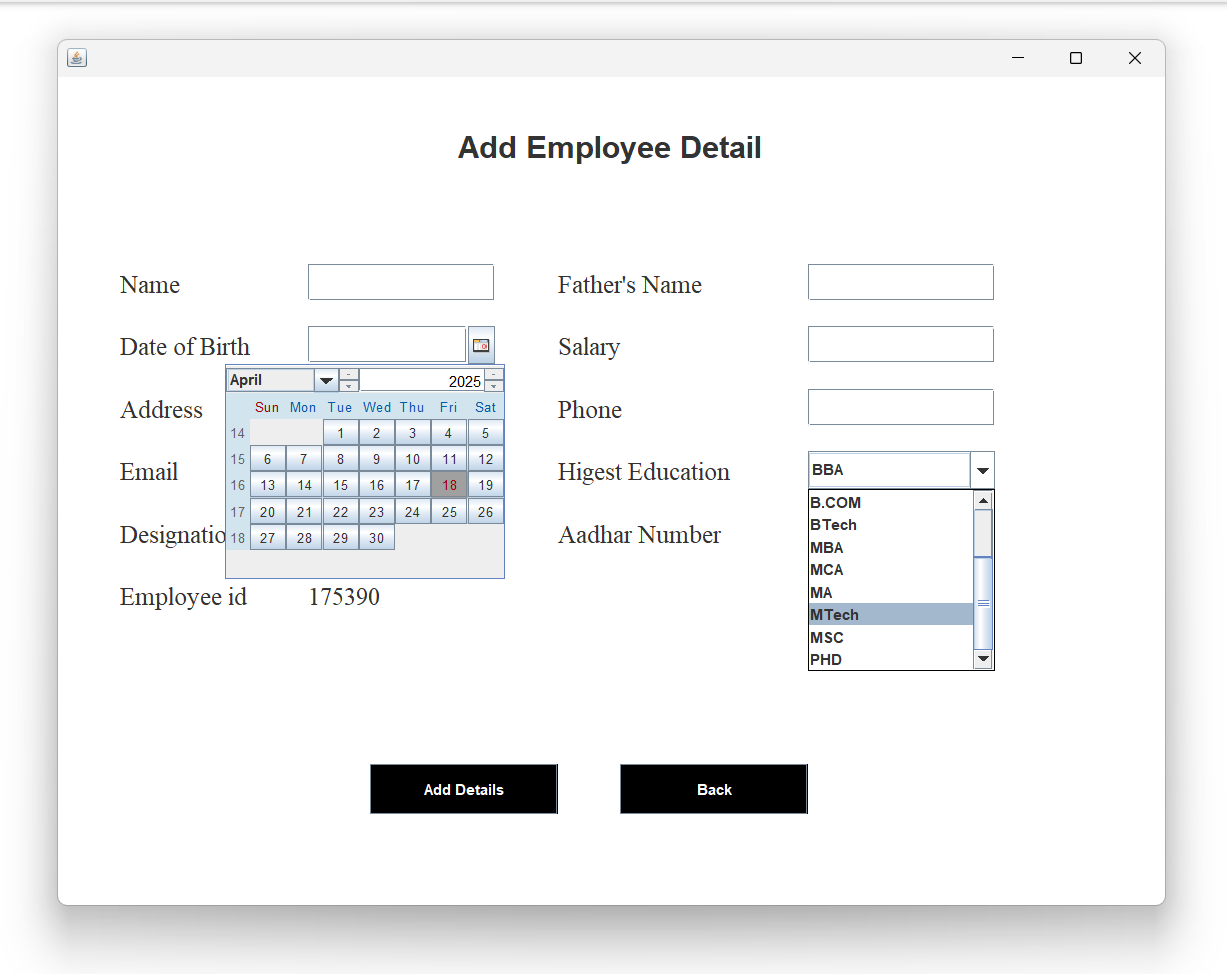 Add Employee Detail
Name Father's Name
Date of Birth Salary
April 2025
Address Sun Mon Tue Wed Thu Fri Sat Phone
14 1 2 3 4 5
15 6 7 8 9 10 11 12
Email Higest Education BBA
16 13 14 15 16 17 18 19
17 20 21 22 23 24 25 26
Designatio 18 27 28 29 30 Aadhar Number
B.COM
BTech
MBA
MCA
MA
MTech
MSC
PHD
Employee id 175390
Add Details Back